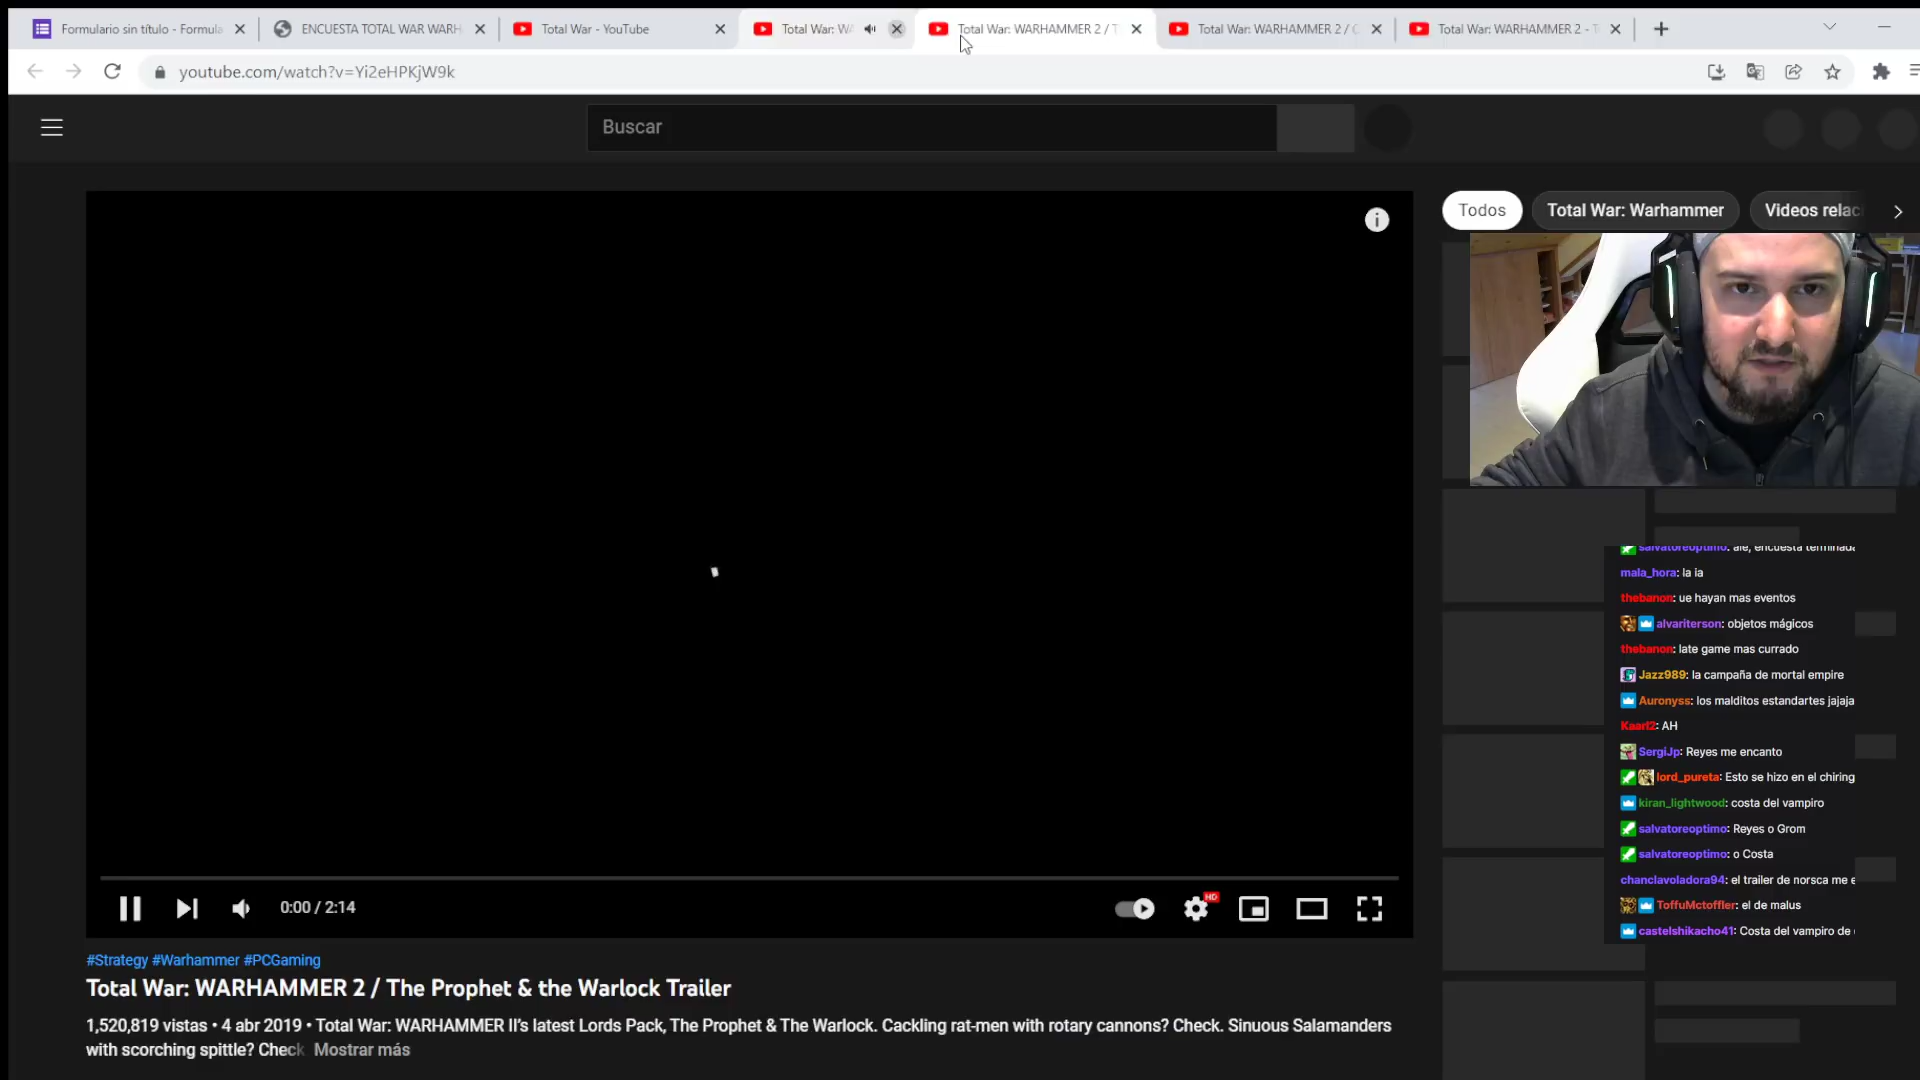 Formulario sin título - Formula
ENCUESTA TOTAL WAR WARH
Total War - YouTube
Total War: WA
Total War: WARHAMMER 2 / T
Total War: WARHAMMER 2 / C
Total War: WARHAMMER 2 - T
youtube.com/watch?v=Yi2eHPKjW9k
Buscar
Todos
Total War: Warhammer
Videos relac
salvatoreoptimo: ale, encuesta terminada
mala_hora: la ia
thebanon: ue hayan mas eventos
alvariterson: objetos mágicos
thebanon: late game mas currado
Jazz989: la campaña de mortal empire
Auronyss: los malditos estandartes jajaja
Kaarl2: AH
SergiJp: Reyes me encanto
lord_pureta: Esto se hizo en el chiring
kiran_lightwood: costa del vampiro
salvatoreoptimo: Reyes o Grom
salvatoreoptimo: o Costa
chanclavoladora94: el trailer de norsca me e
ToffuMctoffler: el de malus
castelshikacho41: Costa del vampiro de
0:00 / 2:14
HD
#Strategy #Warhammer #PCGaming
Total War: WARHAMMER 2 / The Prophet & the Warlock Trailer
1,520,819 vistas • 4 abr 2019 • Total War: WARHAMMER II's latest Lords Pack, The Prophet & The Warlock. Cackling rat-men with rotary cannons? Check. Sinuous Salamanders
with scorching spittle? Check Mostrar más